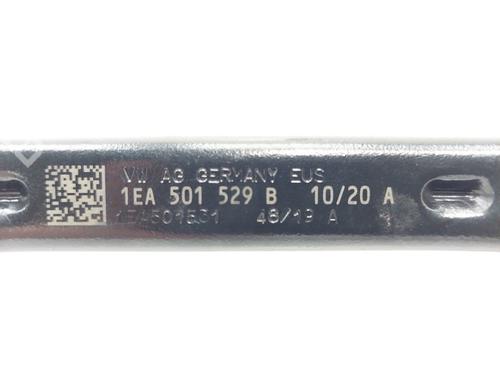 VW AG GERMANY EUS
1EA 501 529 B 10/20 A
1EA501531 48/19 A